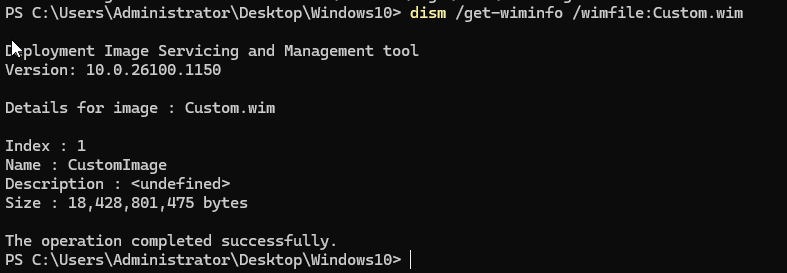 PS C:\Users\Administrator\Desktop\Windows10> dism /get-wiminfo /wimfile:Custom.wim
Deployment Image Servicing and Management tool
Version: 10.0.26100.1150
Details for image : Custom.wim
Index : 1
Name : CustomImage
Description : <undefined>
Size : 18,428,801,475 bytes
The operation completed successfully.
PS C:\Users\Administrator\Desktop\Windows10>